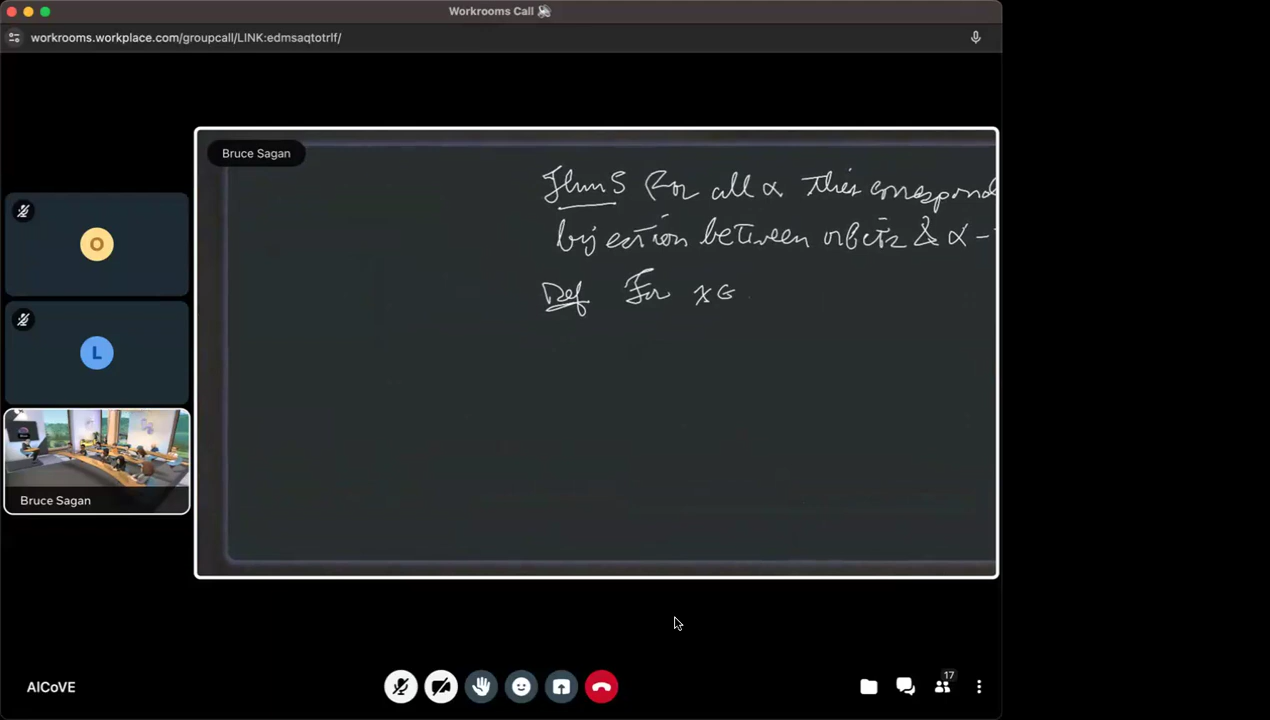 Workrooms Call
workrooms.workplace.com/groupcall/LINK:edmsaqtotrlf/
Bruce Sagan
Thm 5 (For all α this correspond
bijection between orbits & α -
Def For x ∈
O
L
Bruce Sagan
AICoVE
17